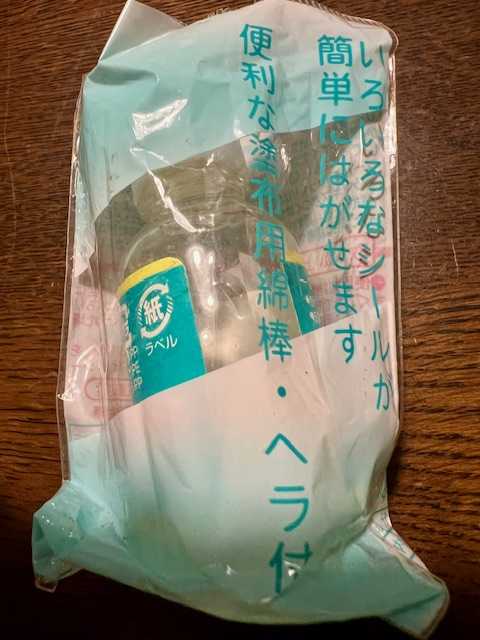 いろいろなシールが
簡単にはがせます
便利な塗布用綿棒・ヘラ付
紙
ラベル